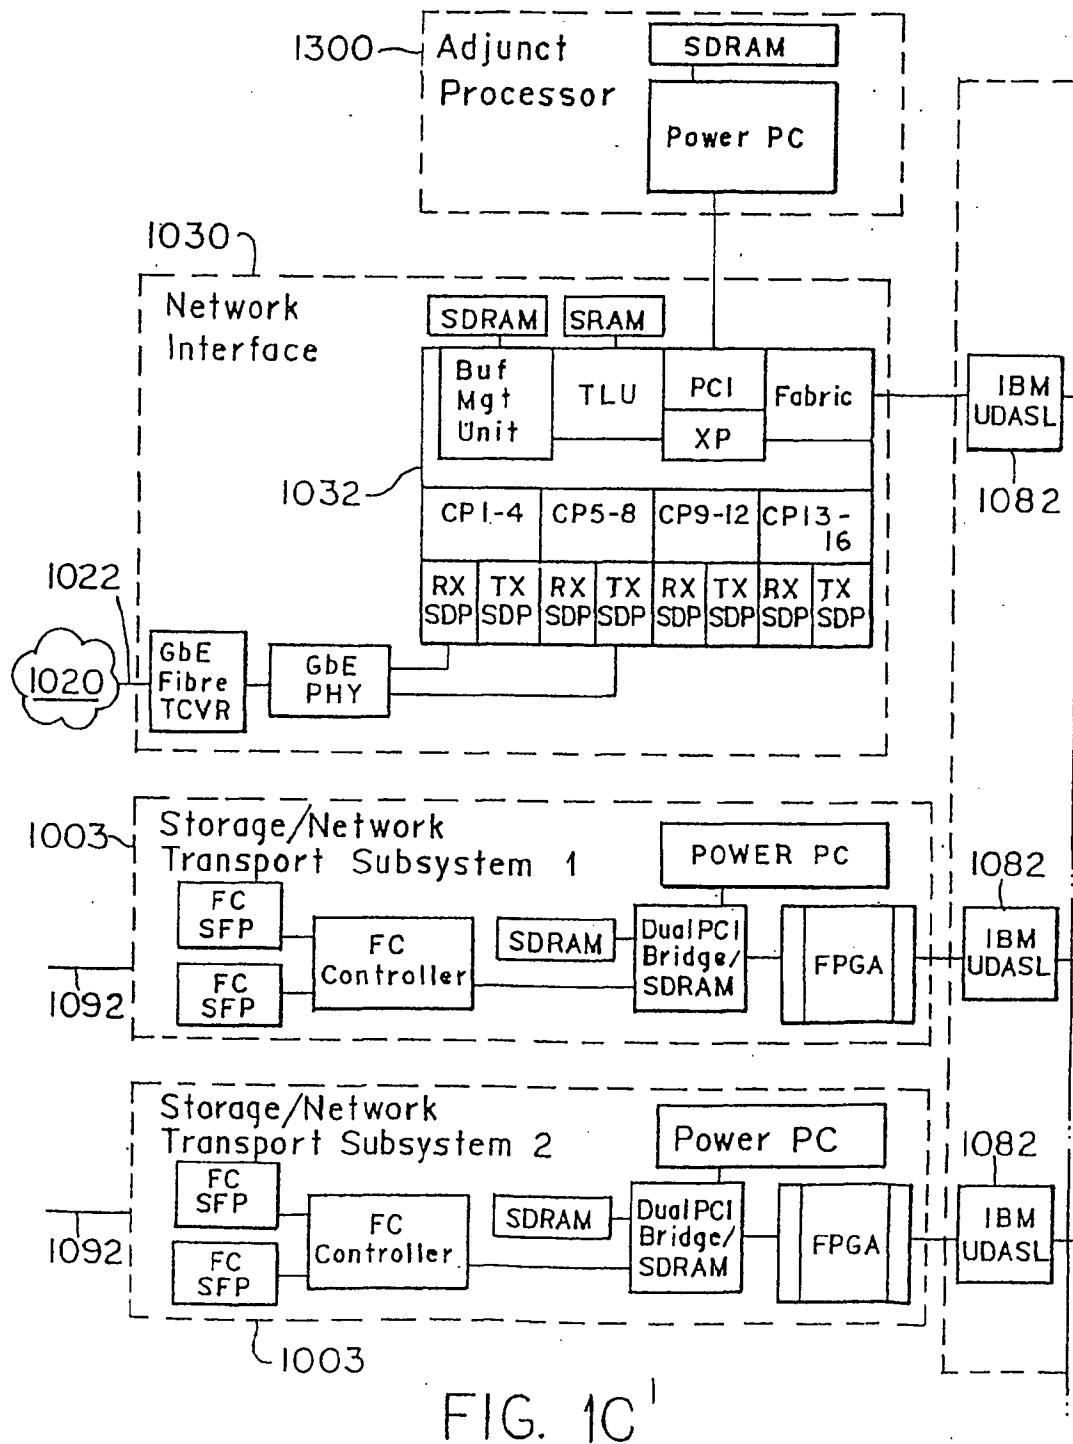 1300
Adjunct
Processor
SDRAM
Power PC
1030
Network
Interface
SDRAM
SRAM
Buf
Mgt
Unit
TLU
PCI
XP
Fabric
IBM
UDASL
1082
1032
CP1-4
CP5-8
CP9-12
CP13-
16
RX
SDP
TX
SDP
RX
SDP
TX
SDP
RX
SDP
TX
SDP
RX
SDP
TX
SDP
1022
1020
GbE
Fibre
TCVR
GbE
PHY
1003
Storage/Network
Transport Subsystem 1
POWER PC
1082
FC
SFP
FC
SFP
FC
Controller
SDRAM
Dual PCI
Bridge/
SDRAM
FPGA
IBM
UDASL
1092
Storage/Network
Transport Subsystem 2
Power PC
1082
FC
SFP
FC
SFP
FC
Controller
SDRAM
Dual PCI
Bridge/
SDRAM
FPGA
IBM
UDASL
1092
1003
FIG. 1C'